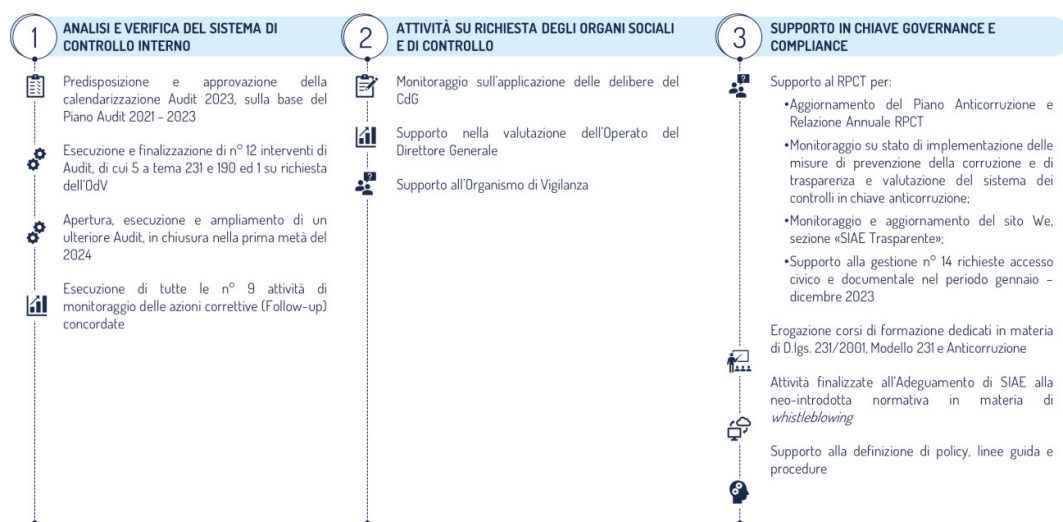 1
ANALISI E VERIFICA DEL SISTEMA DI
CONTROLLO INTERNO
Predisposizione e approvazione della
calendarizzazione Audit 2023, sulla base del
Piano Audit 2021 – 2023
Esecuzione e finalizzazione di n° 12 interventi di
Audit, di cui 5 a tema 231 e 190 ed 1 su richiesta
dell'OdV
Apertura, esecuzione e ampliamento di un
ulteriore Audit, in chiusura nella prima metà del
2024
Esecuzione di tutte le n° 9 attività di
monitoraggio delle azioni correttive (Follow-up)
concordate
2
ATTIVITÀ SU RICHIESTA DEGLI ORGANI SOCIALI
E DI CONTROLLO
Monitoraggio sull'applicazione delle delibere del
CdG
Supporto nella valutazione dell'Operato del
Direttore Generale
Supporto all'Organismo di Vigilanza
3
SUPPORTO IN CHIAVE GOVERNANCE E
COMPLIANCE
Supporto al RPCT per:
•Aggiornamento del Piano Anticorruzione e
Relazione Annuale RPCT
•Monitoraggio su stato di implementazione delle
misure di prevenzione della corruzione e di
trasparenza e valutazione del sistema dei
controlli in chiave anticorruzione;
•Monitoraggio e aggiornamento del sito We,
sezione «SIAE Trasparente»;
•Supporto alla gestione n° 14 richieste accesso
civico e documentale nel periodo gennaio –
dicembre 2023
Erogazione corsi di formazione dedicati in materia
di D.lgs. 231/2001, Modello 231 e Anticorruzione
Attività finalizzate all'Adeguamento di SIAE alla
neo-introdotta normativa in materia di
whistleblowing
Supporto alla definizione di policy, linee guida e
procedure